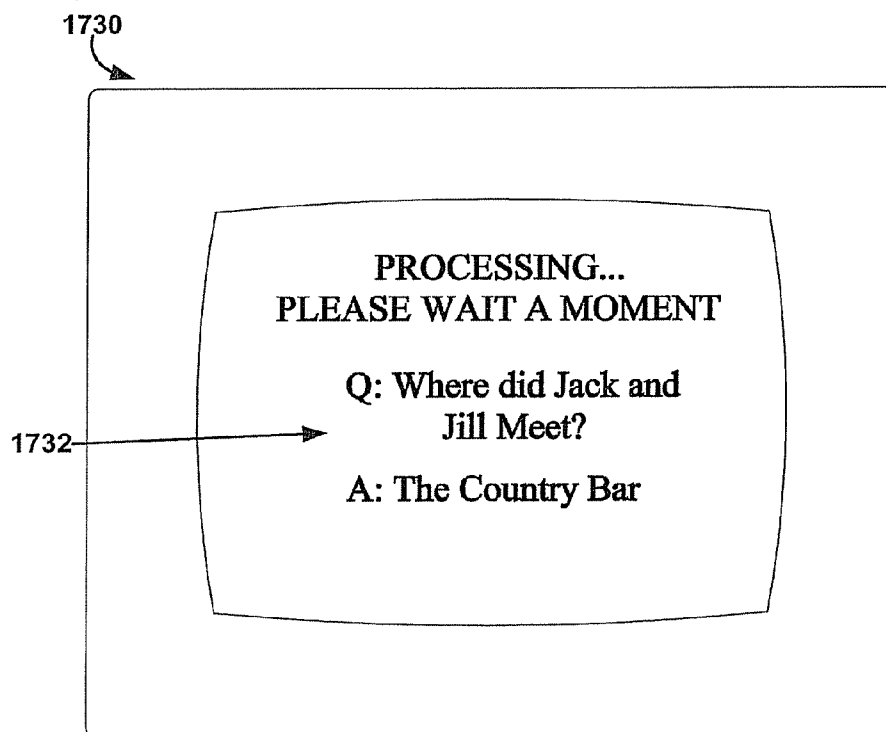 1730
PROCESSING...
PLEASE WAIT A MOMENT
Q: Where did Jack and
Jill Meet?
1732
A: The Country Bar